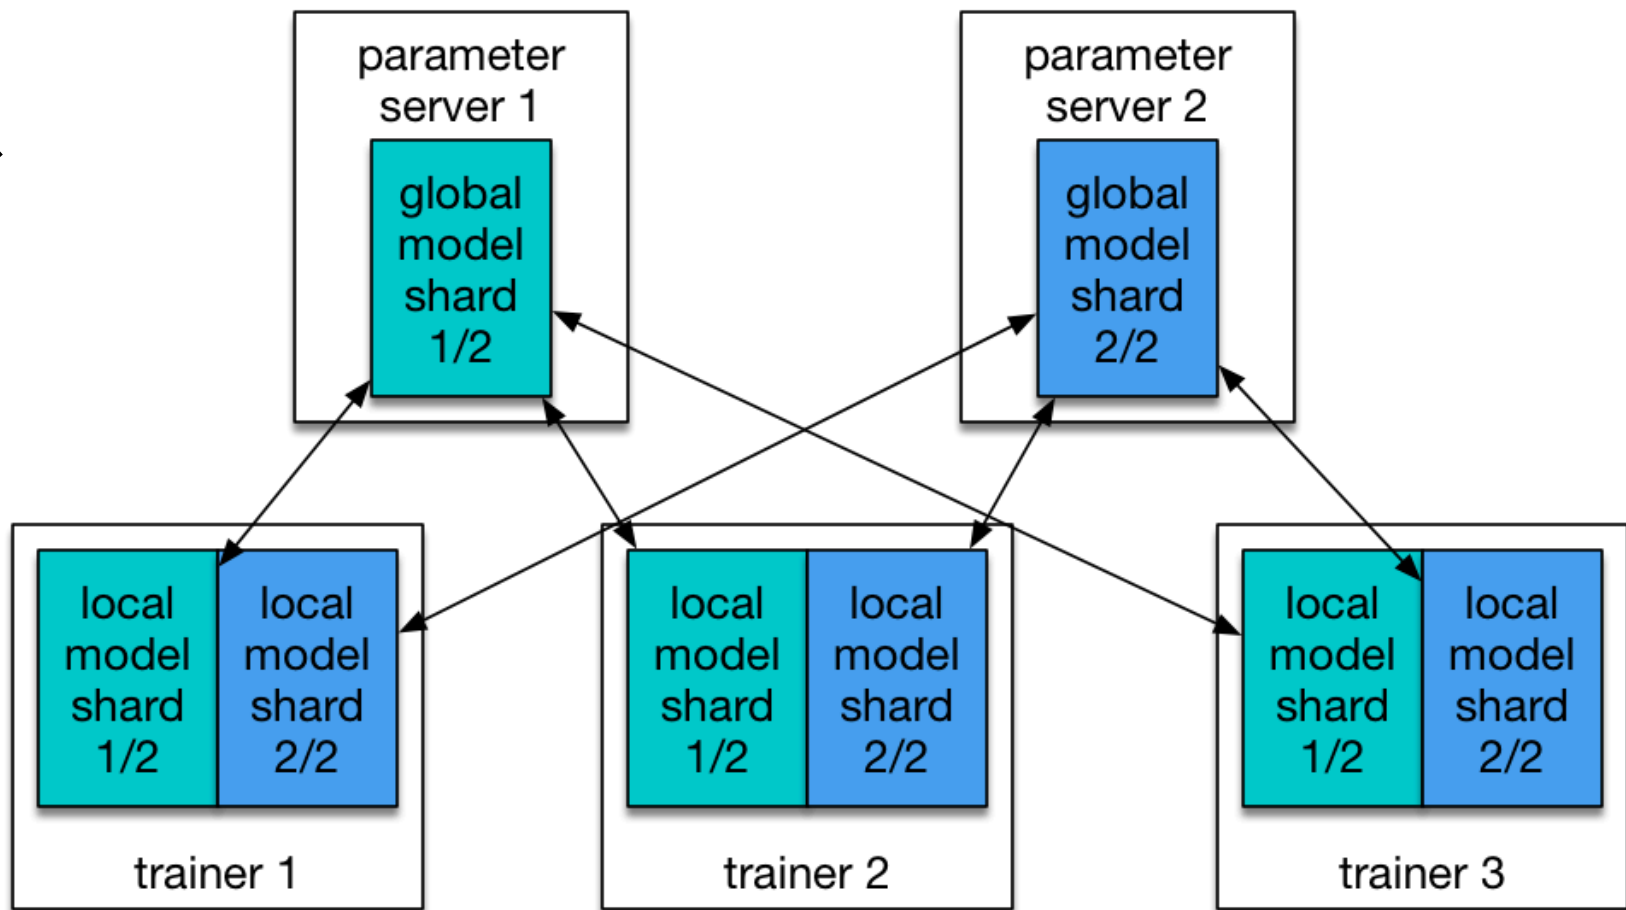 parameter
server 1
global
model
shard
1/2
parameter
server 2
global
model
shard
2/2
local
model
shard
1/2
local
model
shard
2/2
trainer 1
local
model
shard
1/2
local
model
shard
2/2
trainer 2
local
model
shard
1/2
local
model
shard
2/2
trainer 3